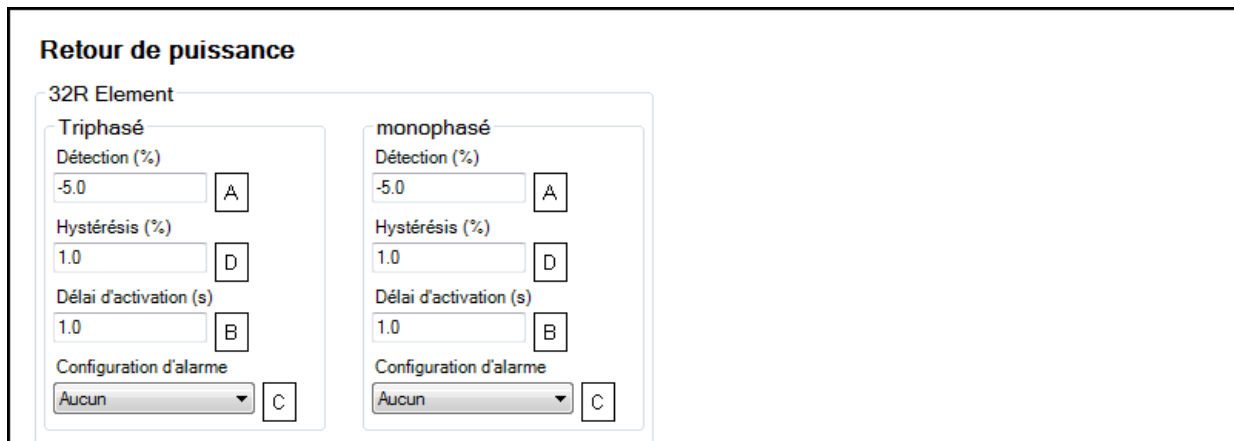 Retour de puissance
32R Element
Triphasé
Détection (%)
-5.0 A
Hystérésis (%)
1.0 D
Délai d'activation (s)
1.0 B
Configuration d'alarme
Aucun C
monophasé
Détection (%)
-5.0 A
Hystérésis (%)
1.0 D
Délai d'activation (s)
1.0 B
Configuration d'alarme
Aucun C